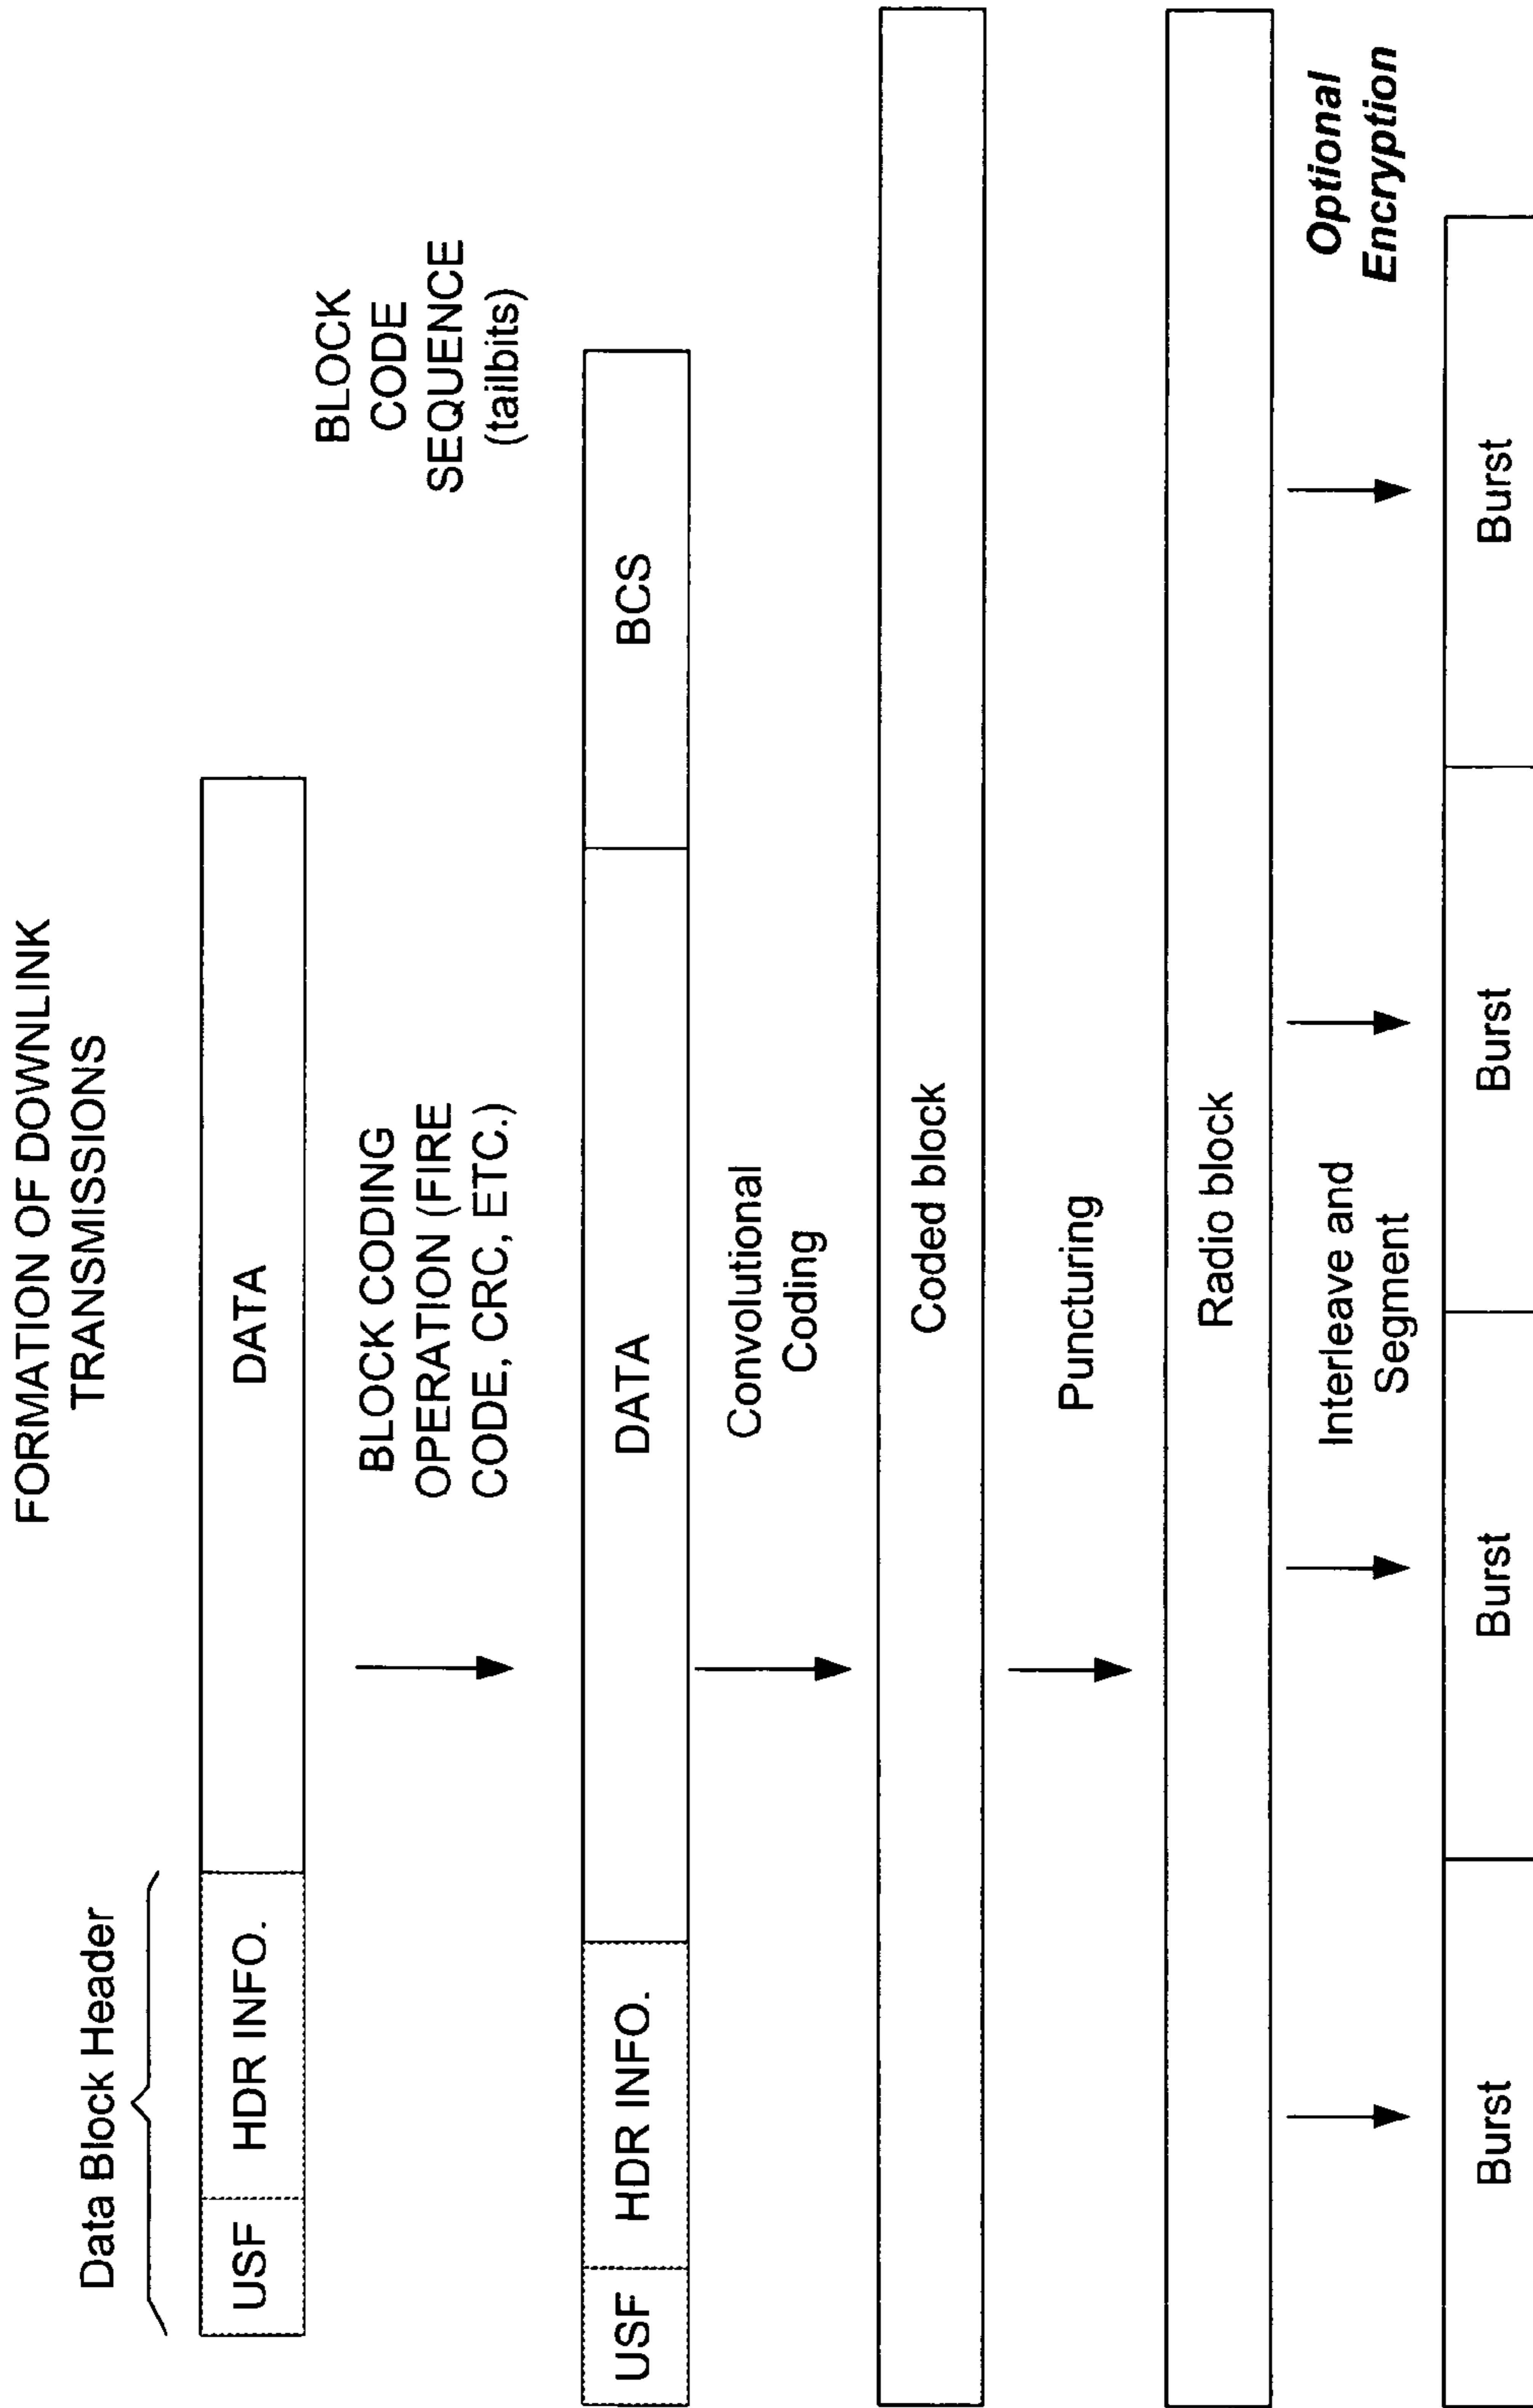 FORMATION OF DOWNLINK
TRANSMISSIONS
Data Block Header
USF HDR INFO. DATA
BLOCK CODING
OPERATION (FIRE
CODE, CRC, ETC.)
BLOCK
CODE
SEQUENCE
(tailbits)
USF HDR INFO. DATA BCS
Convolutional
Coding
Coded block
Puncturing
Radio block
Interleave and
Segment
Optional
Encryption
Burst Burst Burst Burst